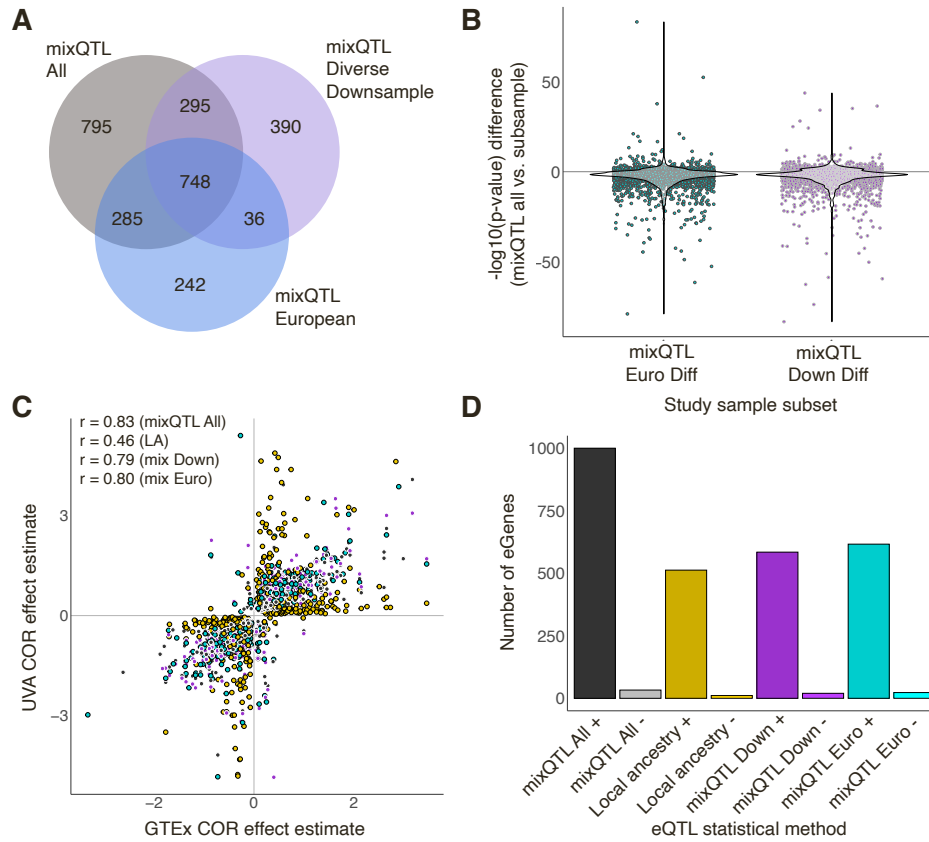 A
mixQTL
All
mixQTL
Diverse
Downsample
795
295
390
748
285
36
242
mixQTL
European
B
-log10(p-value) difference
(mixQTL all vs. subsample)
50
0
-50
mixQTL
Euro Diff
mixQTL
Down Diff
Study sample subset
C
r = 0.83 (mixQTL All)
r = 0.46 (LA)
r = 0.79 (mix Down)
r = 0.80 (mix Euro)
UVA COR effect estimate
3
0
−3
−2
0
2
GTEx COR effect estimate
D
Number of eGenes
1000
750
500
250
0
mixQTL All +
mixQTL All -
Local ancestry +
Local ancestry -
mixQTL Down +
mixQTL Down -
mixQTL Euro +
mixQTL Euro -
eQTL statistical method